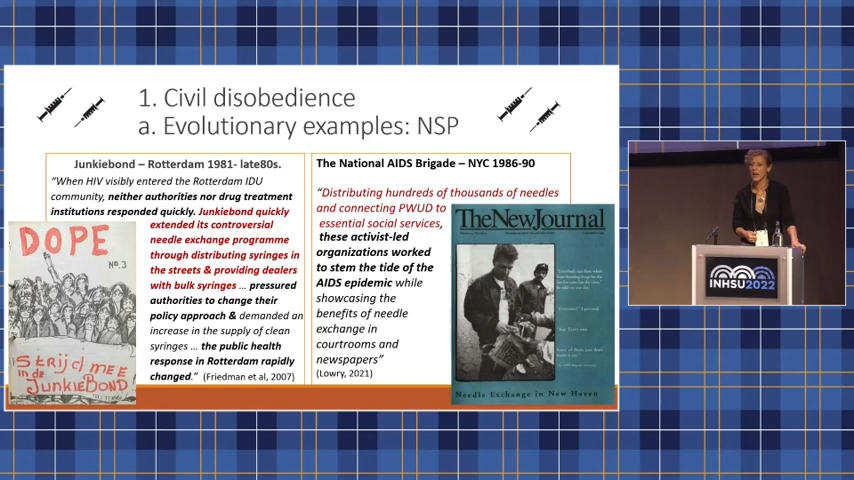 1. Civil disobedience
a. Evolutionary examples: NSP
Junkiebond – Rotterdam 1981- late80s.
“When HIV visibly entered the Rotterdam IDU
community, neither authorities nor drug treatment
institutions responded quickly. Junkiebond quickly
extended its controversial
needle exchange programme
through distributing syringes in
the streets & providing dealers
with bulk syringes … pressured
authorities to change their
policy approach & demanded an
increase in the supply of clean
syringes … the public health
response in Rotterdam rapidly
changed.” (Friedman et al, 2007)
DOPE
No. 3
STRIJD MEE
in de
JUNKIEBOND
The National AIDS Brigade – NYC 1986-90
“Distributing hundreds of thousands of needles
and connecting PWUD to
essential social services,
these activist-led
organizations worked
to stem the tide of the
AIDS epidemic while
showcasing the
benefits of needle
exchange in
courtrooms and
newspapers”
(Lowry, 2021)
TheNewJournal
Needle Exchange in New Haven
INHSU2022